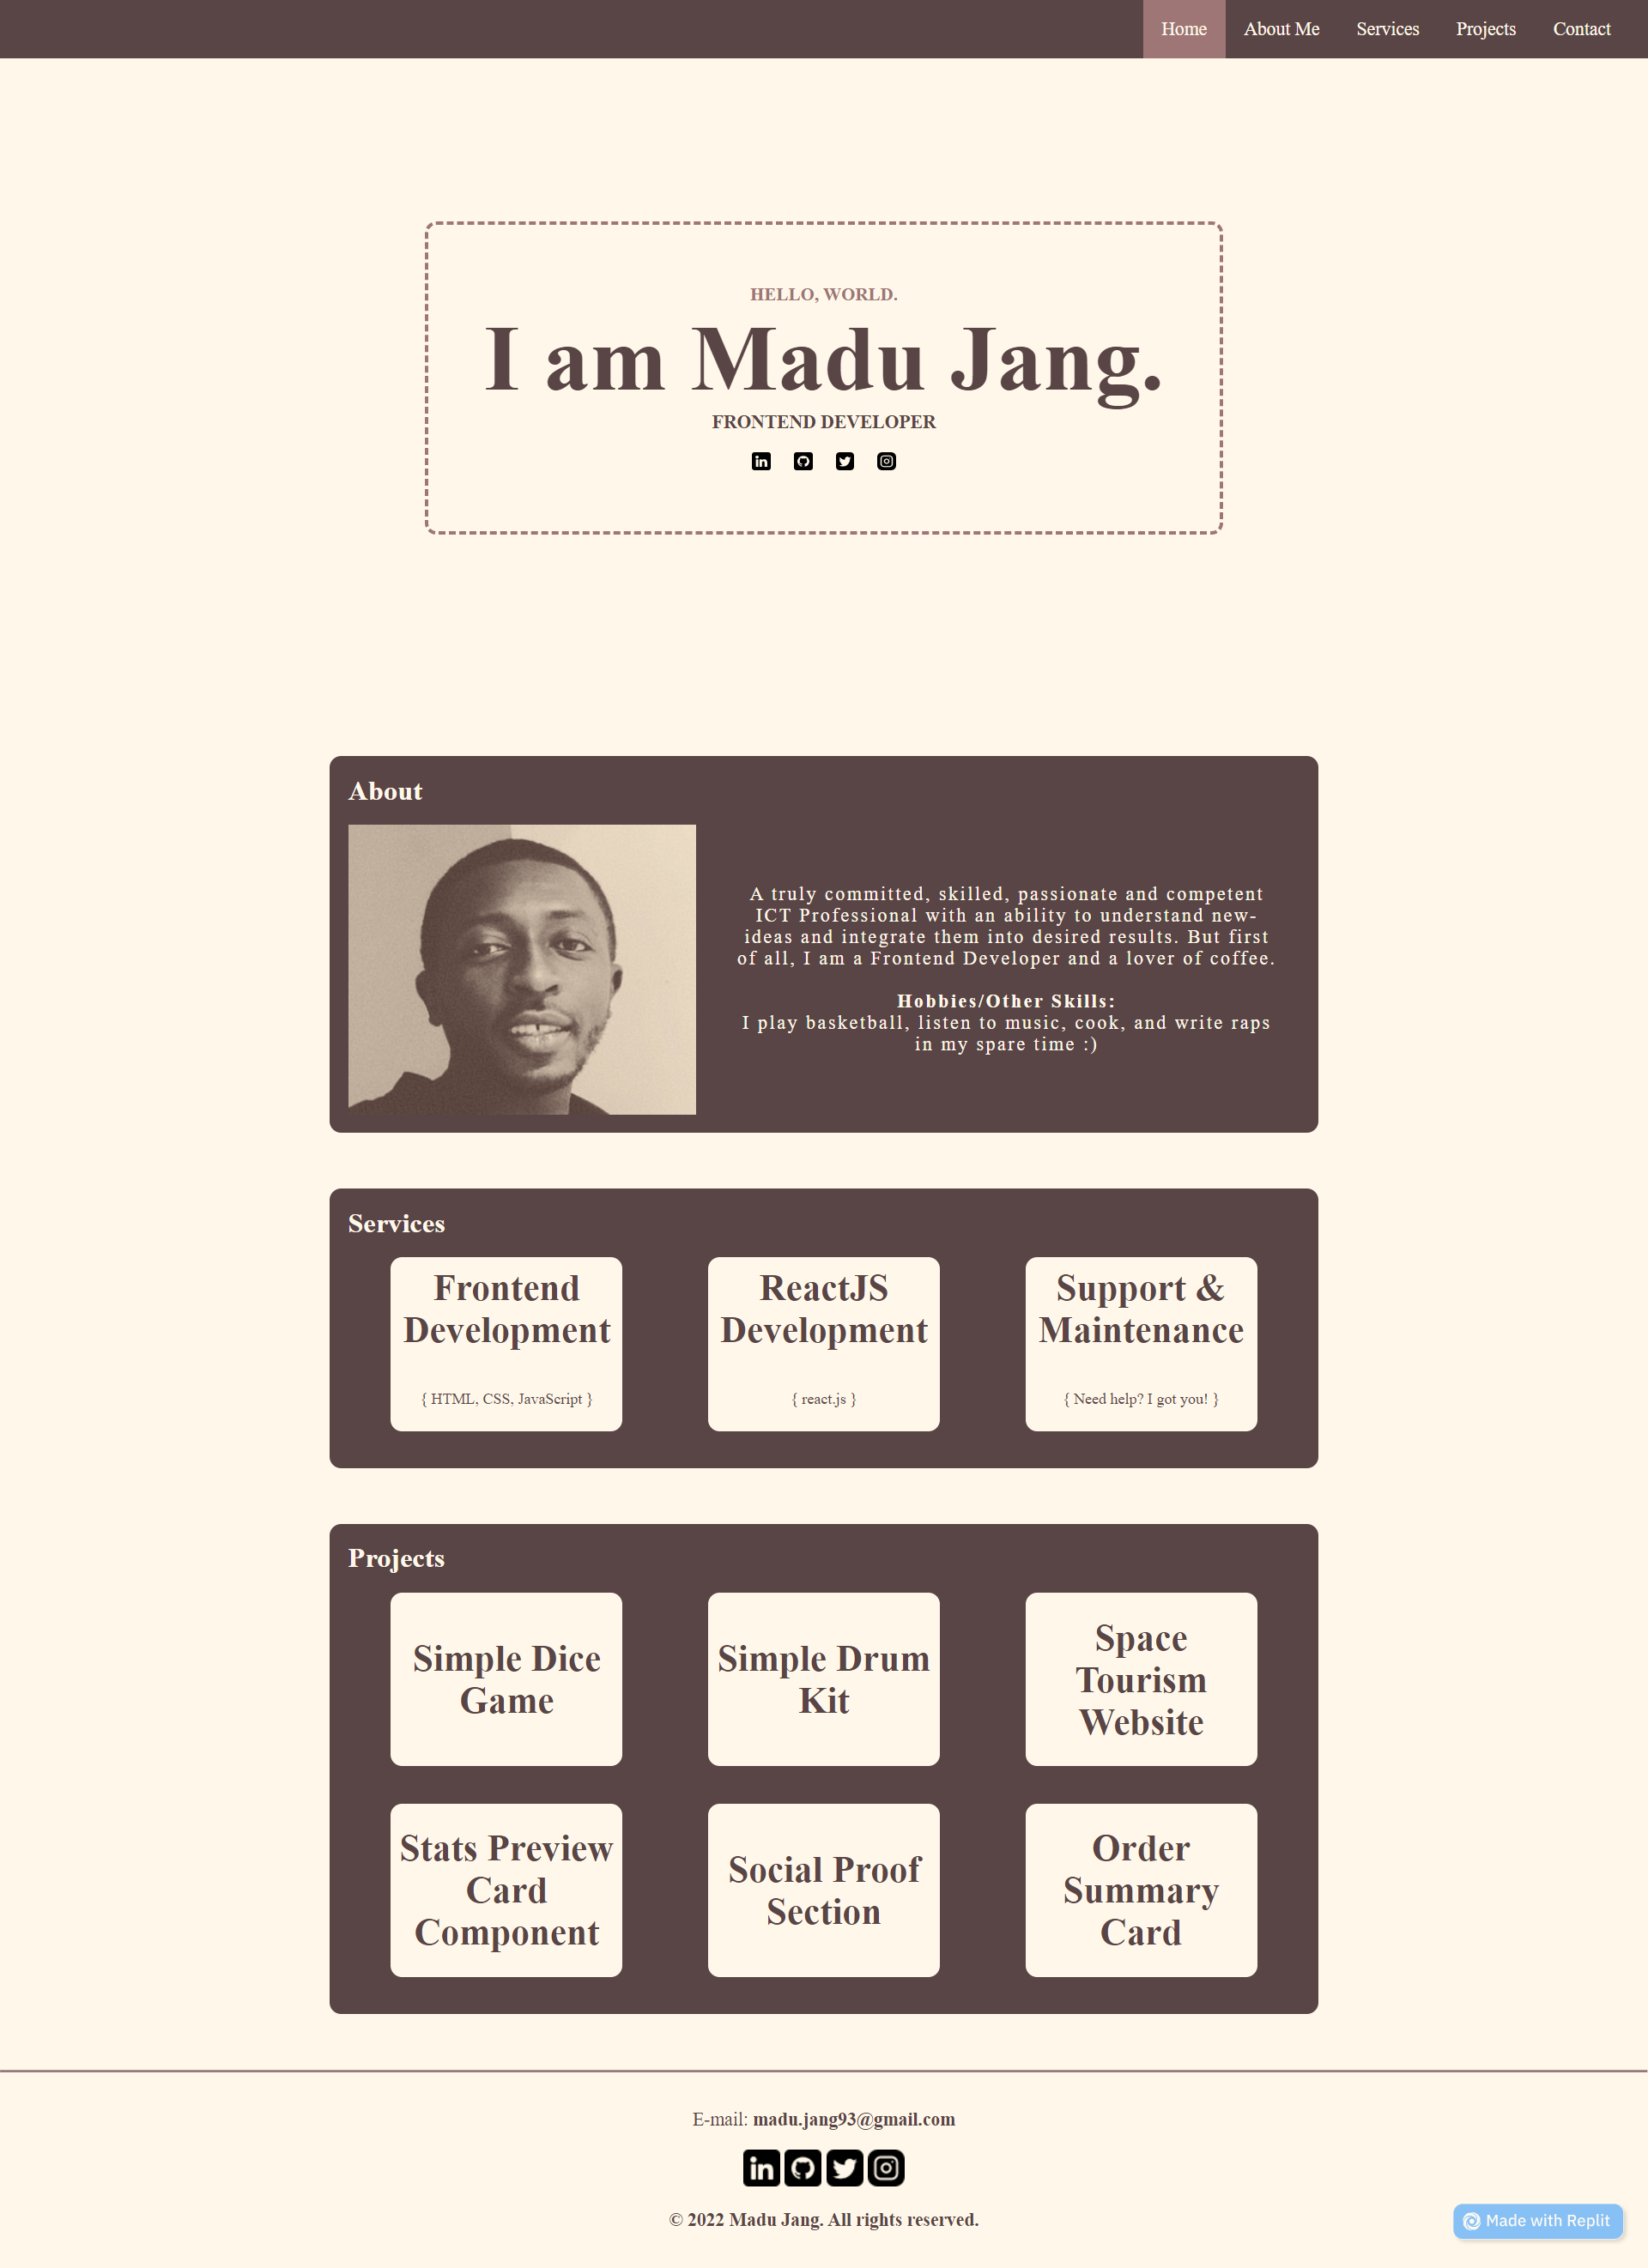 Home About Me Services Projects Contact
HELLO, WORLD.
I am Madu Jang.
FRONTEND DEVELOPER
About
A truly committed, skilled, passionate and competent
ICT Professional with an ability to understand new-
ideas and integrate them into desired results. But first
of all, I am a Frontend Developer and a lover of coffee.
Hobbies/Other Skills:
I play basketball, listen to music, cook, and write raps
in my spare time :)
Services
Frontend
Development
{ HTML, CSS, JavaScript }
ReactJS
Development
{ react.js }
Support &
Maintenance
{ Need help? I got you! }
Projects
Simple Dice
Game
Simple Drum
Kit
Space
Tourism
Website
Stats Preview
Card
Component
Social Proof
Section
Order
Summary
Card
E-mail: madu.jang93@gmail.com
© 2022 Madu Jang. All rights reserved.
Made with Replit